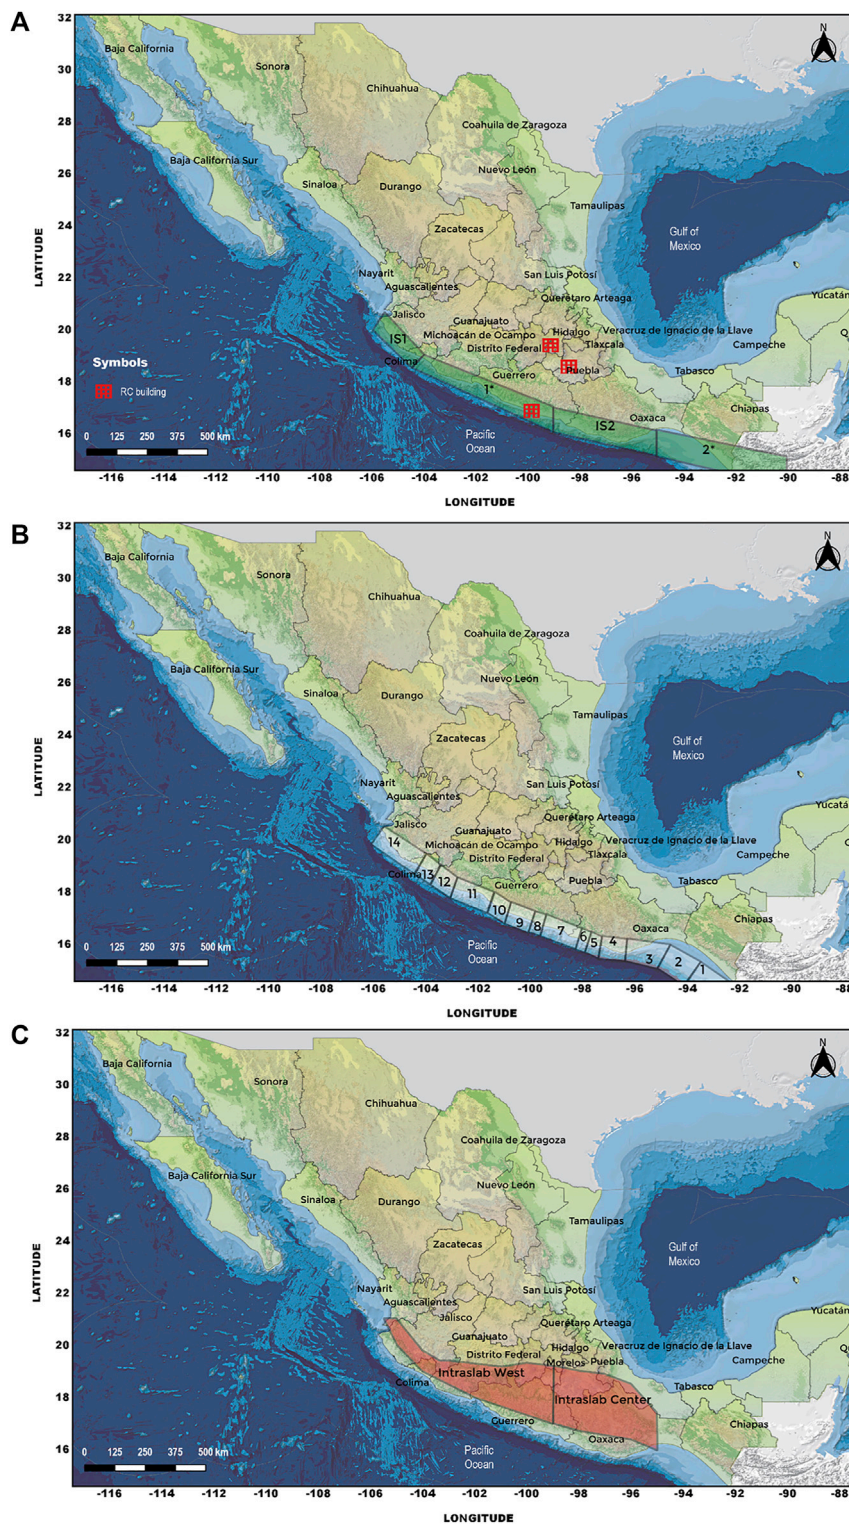 A
32
30
28
26
24
22
20
18
16
LATITUDE
N
Baja California
Sonora
Chihuahua
Coahuila de Zaragoza
Baja California Sur
Sinaloa
Durango
Nuevo León
Tamaulipas
Zacatecas
Gulf of
Mexico
Nayarit
Aguascalientes
San Luis Potosí
Querétaro Arteaga
Yucatán
Jalisco
Guanajuato
Hidalgo
Veracruz de Ignacio de la Llave
Q
IS1
Michoacán de Ocampo
Distrito Federal
Tlaxcala
Campeche
Colima
Guerrero
Puebla
Tabasco
Symbols
RC building
1*
IS2
Oaxaca
Chiapas
2*
0 125 250 375 500 km
Pacific
Ocean
-116 -114 -112 -110 -108 -106 -104 -102 -100 -98 -96 -94 -92 -90 -88
LONGITUDE
B
32
30
28
26
24
22
20
18
16
LATITUDE
N
Baja California
Sonora
Chihuahua
Coahuila de Zaragoza
Baja California Sur
Sinaloa
Durango
Nuevo León
Tamaulipas
Zacatecas
Gulf of
Mexico
Nayarit
Aguascalientes
San Luis Potosí
Querétaro Arteaga
Yucatán
Jalisco
Guanajuato
Hidalgo
Veracruz de Ignacio de la Llave
Q
14
Michoacán de Ocampo
Distrito Federal
Tlaxcala
Campeche
Colima
13
12
11
10
9
8
7
6
5
4
3
2
1
Guerrero
Puebla
Tabasco
Oaxaca
Chiapas
0 125 250 375 500 km
Pacific
Ocean
-116 -114 -112 -110 -108 -106 -104 -102 -100 -98 -96 -94 -92 -90 -88
LONGITUDE
C
32
30
28
26
24
22
20
18
16
LATITUDE
N
Baja California
Sonora
Chihuahua
Coahuila de Zaragoza
Baja California Sur
Sinaloa
Durango
Nuevo León
Tamaulipas
Zacatecas
Gulf of
Mexico
Nayarit
Aguascalientes
San Luis Potosí
Jalisco
Querétaro Arteaga
Yucatán
Guanajuato
Hidalgo
Veracruz de Ignacio de la Llave
Q
Distrito Federal
Morelos
Puebla
Campeche
Colima
Intraslab West
Intraslab Center
Tabasco
Guerrero
Oaxaca
Chiapas
0 125 250 375 500 km
Pacific
Ocean
-116 -114 -112 -110 -108 -106 -104 -102 -100 -98 -96 -94 -92 -90 -88
LONGITUDE